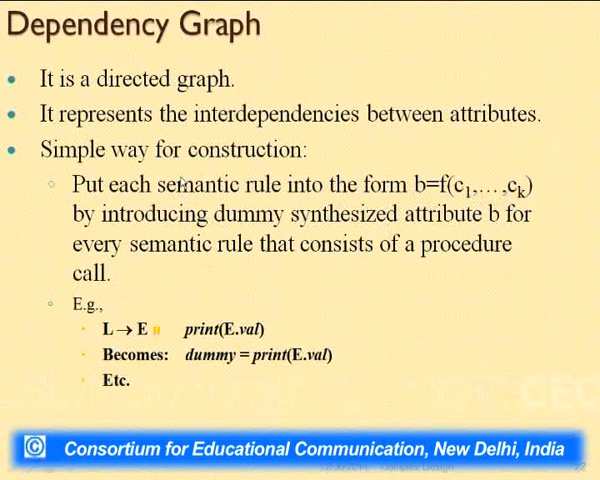 Dependency Graph
It is a directed graph.
It represents the interdependencies between attributes.
Simple way for construction:
Put each semantic rule into the form b=f(c1,…,ck)
by introducing dummy synthesized attribute b for
every semantic rule that consists of a procedure
call.
E.g.,
L → E n print(E.val)
Becomes: dummy = print(E.val)
Etc.
CEC
© Consortium for Educational Communication, New Delhi, India
Design